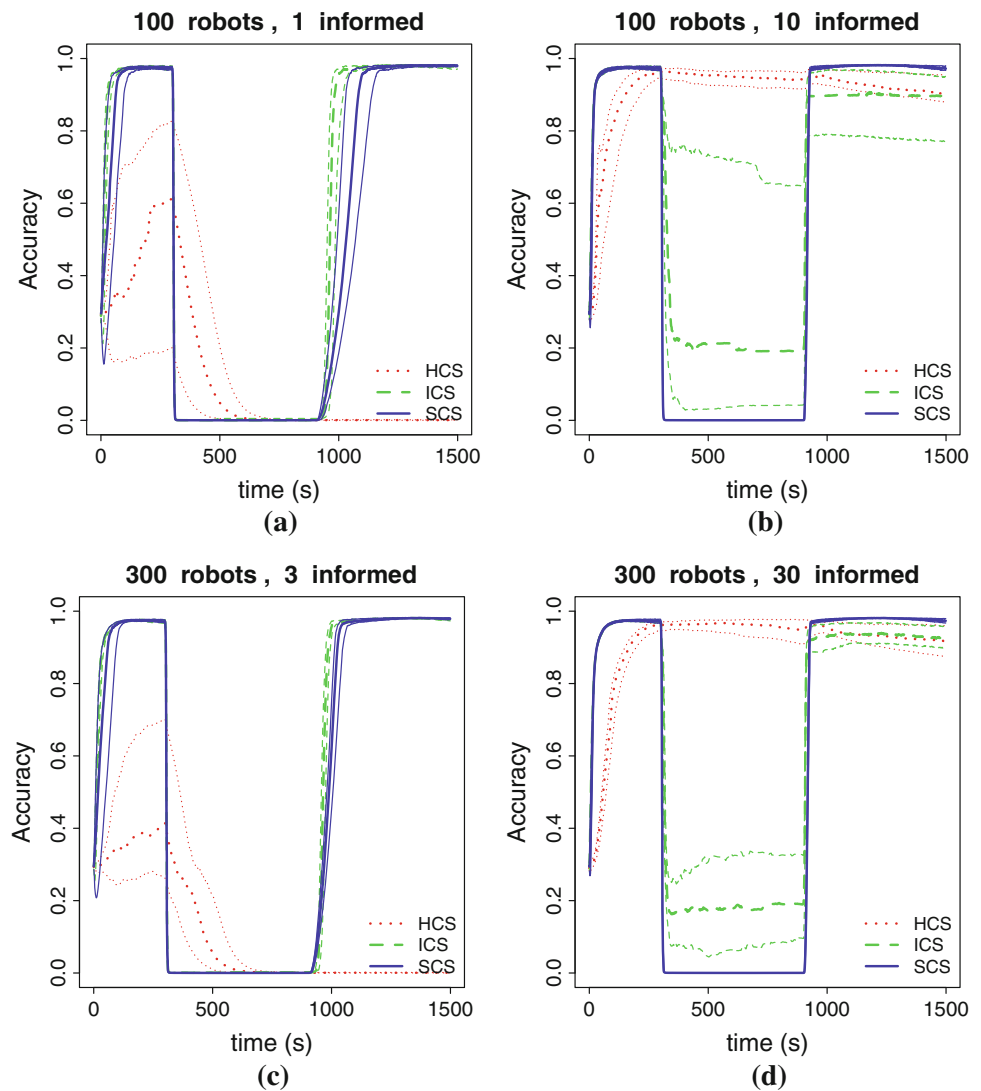 100 robots , 1 informed
Accuracy
1.0
0.8
0.6
0.4
0.2
0.0
HCS
ICS
SCS
0 500 1000 1500
time (s)
(a)
100 robots , 10 informed
Accuracy
1.0
0.8
0.6
0.4
0.2
0.0
HCS
ICS
SCS
0 500 1000 1500
time (s)
(b)
300 robots , 3 informed
Accuracy
1.0
0.8
0.6
0.4
0.2
0.0
HCS
ICS
SCS
0 500 1000 1500
time (s)
(c)
300 robots , 30 informed
Accuracy
1.0
0.8
0.6
0.4
0.2
0.0
HCS
ICS
SCS
0 500 1000 1500
time (s)
(d)